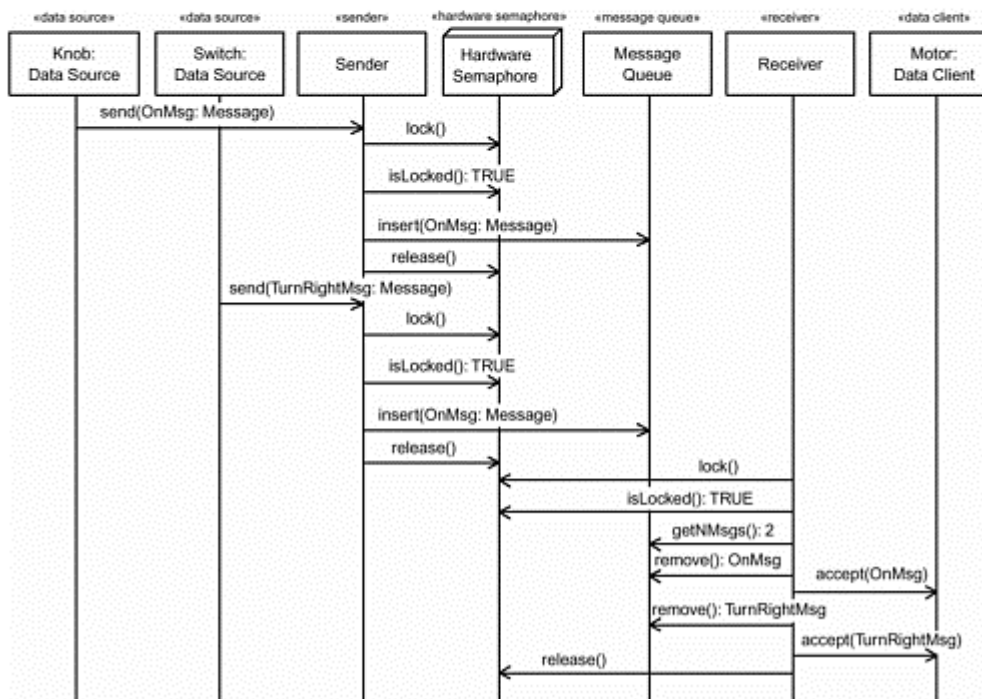 «data source» «data source» «sender» «hardware semaphore» «message queue» «receiver» «data client»
Knob: Switch: Hardware Message Motor:
Data Source Data Source Sender Semaphore Queue Receiver Data Client
send(OnMsg: Message)
lock()
isLocked(): TRUE
insert(OnMsg: Message)
release()
send(TurnRightMsg: Message)
lock()
isLocked(): TRUE
insert(OnMsg: Message)
release()
lock()
isLocked(): TRUE
getNMsgs(): 2
remove(): OnMsg
accept(OnMsg)
remove(): TurnRightMsg
accept(TurnRightMsg)
release()